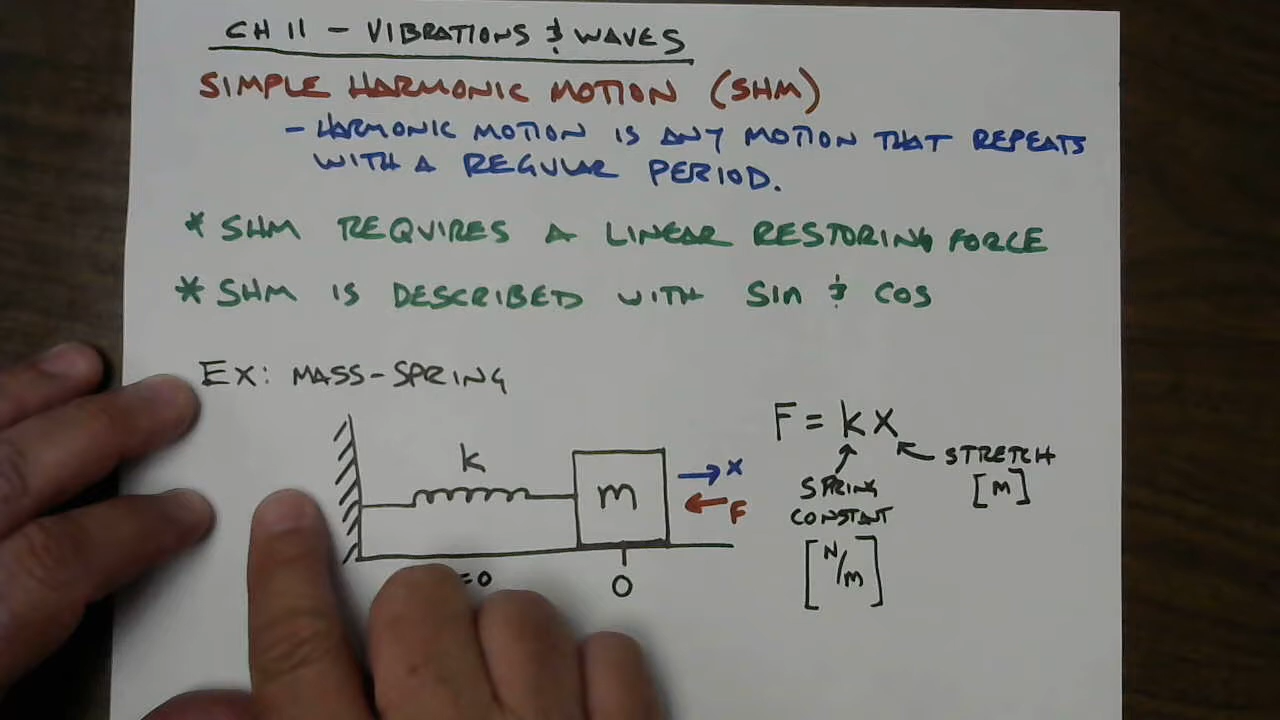 CH 11 - VIBRATIONS & WAVES
SIMPLE HARMONIC MOTION (SHM)
- HARMONIC MOTION IS ANY MOTION THAT REPEATS
WITH A REGULAR PERIOD.
* SHM REQUIRES A LINEAR RESTORING FORCE
* SHM IS DESCRIBED WITH SIN & COS
EX: MASS-SPRING
k
m
x
F
=0
0
F = kx
STRETCH
[m]
SPRING
CONSTANT
[N/m]